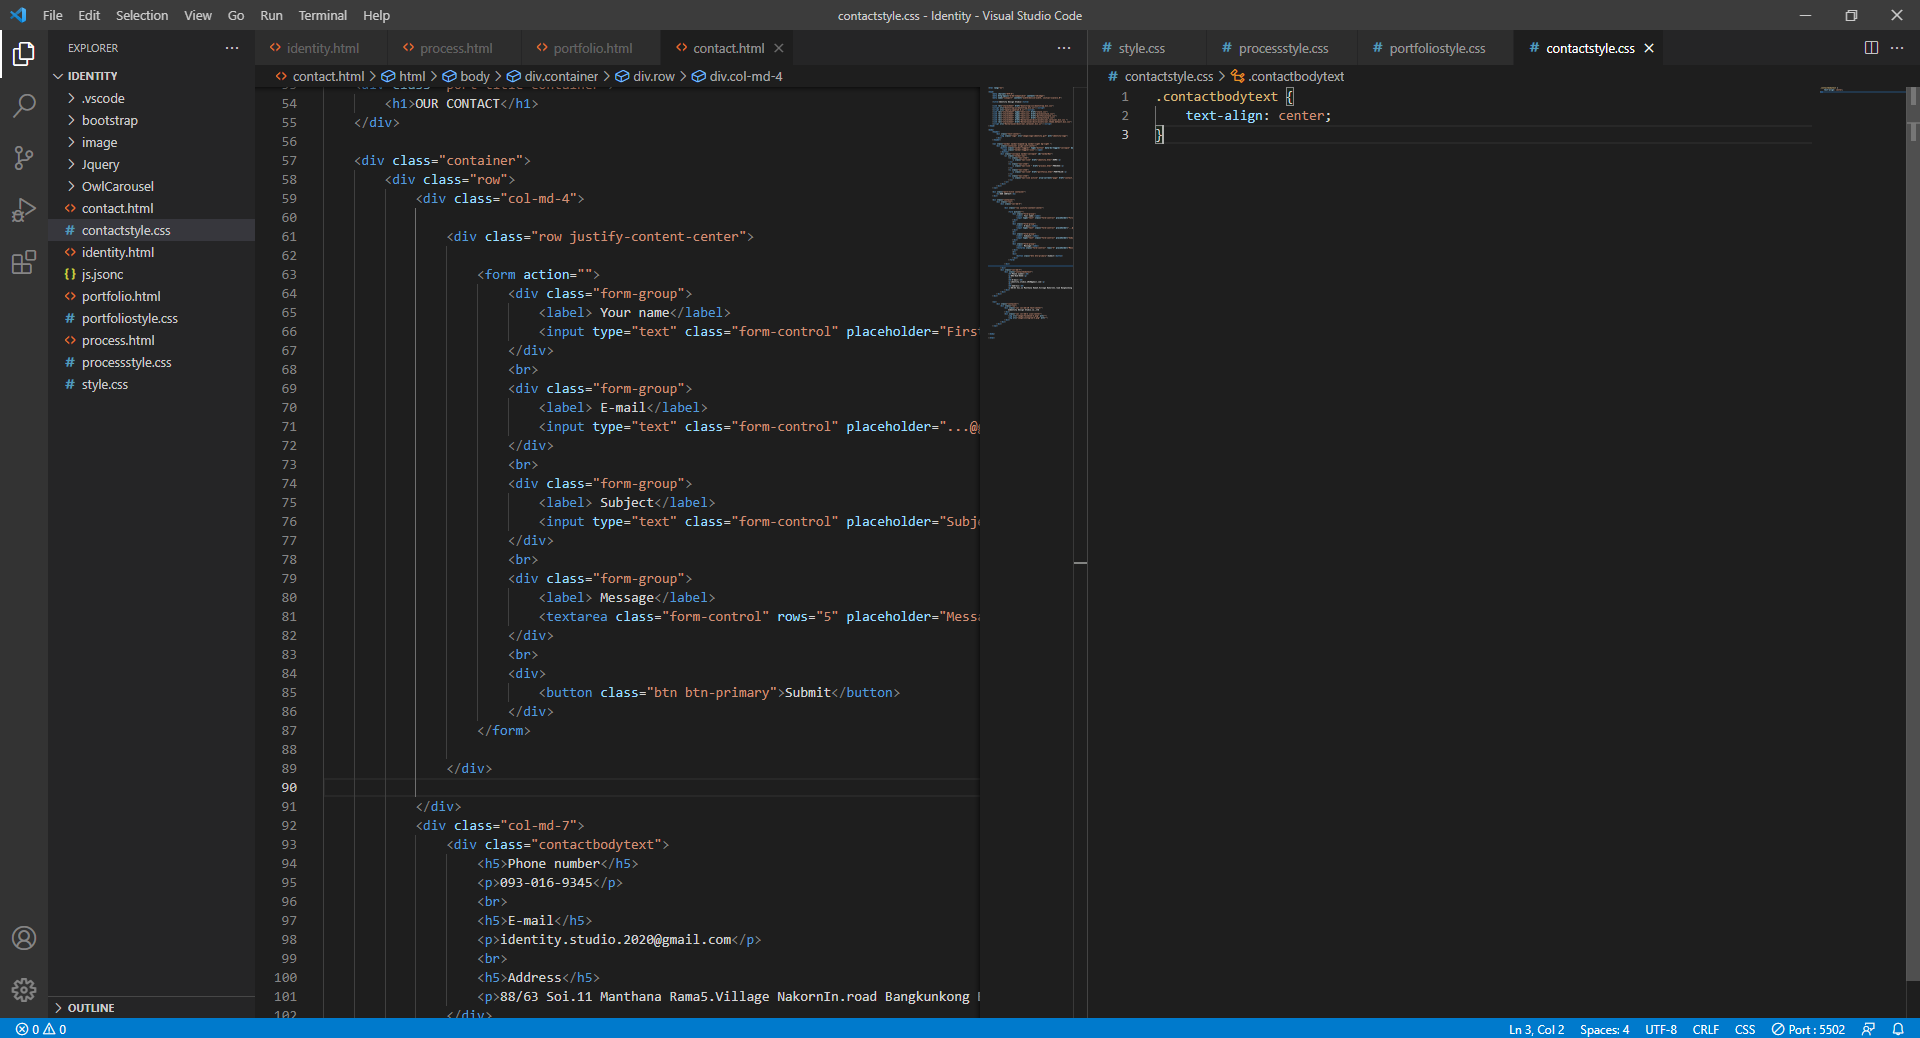 File Edit Selection View Go Run Terminal Help
contactstyle.css - Identity - Visual Studio Code
EXPLORER
IDENTITY
.vscode
bootstrap
image
Jquery
OwlCarousel
contact.html
contactstyle.css
identity.html
js.jsonc
portfolio.html
portfoliostyle.css
process.html
processstyle.css
style.css
OUTLINE
identity.html process.html portfolio.html contact.html
contact.html > html > body > div.container > div.row > div.col-md-4
54 <h1>OUR CONTACT</h1>
55 </div>
56
57 <div class="container">
58 <div class="row">
59 <div class="col-md-4">
60
61 <div class="row justify-content-center">
62
63 <form action="">
64 <div class="form-group">
65 <label> Your name</label>
66 <input type="text" class="form-control" placeholder="Firs
67 </div>
68 <br>
69 <div class="form-group">
70 <label> E-mail</label>
71 <input type="text" class="form-control" placeholder="...@
72 </div>
73 <br>
74 <div class="form-group">
75 <label> Subject</label>
76 <input type="text" class="form-control" placeholder="Subj
77 </div>
78 <br>
79 <div class="form-group">
80 <label> Message</label>
81 <textarea class="form-control" rows="5" placeholder="Mess
82 </div>
83 <br>
84 <div>
85 <button class="btn btn-primary">Submit</button>
86 </div>
87 </form>
88
89 </div>
90
91 </div>
92 <div class="col-md-7">
93 <div class="contactbodytext">
94 <h5>Phone number</h5>
95 <p>093-016-9345</p>
96 <br>
97 <h5>E-mail</h5>
98 <p>identity.studio.2020@gmail.com</p>
99 <br>
100 <h5>Address</h5>
101 <p>88/63 Soi.11 Manthana Rama5.Village NakornIn.road Bangkunkong
102 </div>
style.css processstyle.css portfoliostyle.css contactstyle.css
contactstyle.css > .contactbodytext
1 .contactbodytext {
2 text-align: center;
3 }
0 0
Ln 3, Col 2 Spaces: 4 UTF-8 CRLF CSS Port : 5502